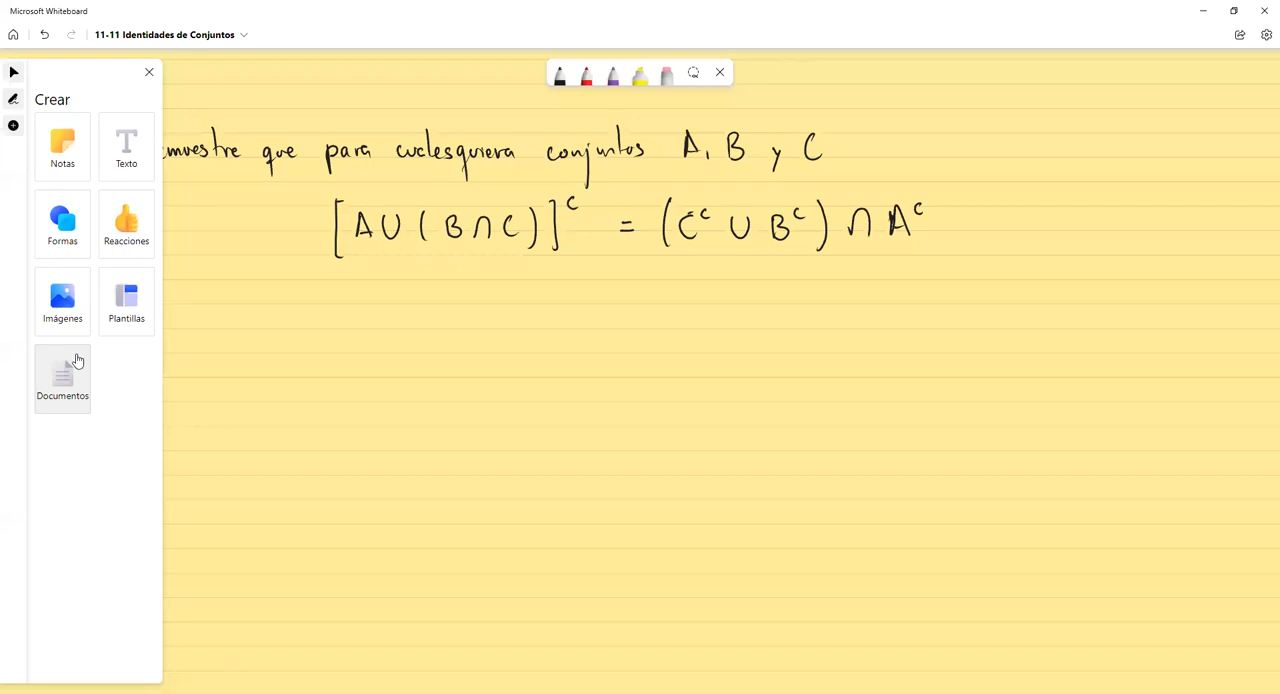 Microsoft Whiteboard
11-11 Identidades de Conjuntos
Crear
Notas
Texto
Formas
Reacciones
Imágenes
Plantillas
Documentos
muestre que para cualesquiera conjuntos A, B y C
[A∪(B∩C)]ᶜ = (Cᶜ ∪ Bᶜ) ∩ Aᶜ